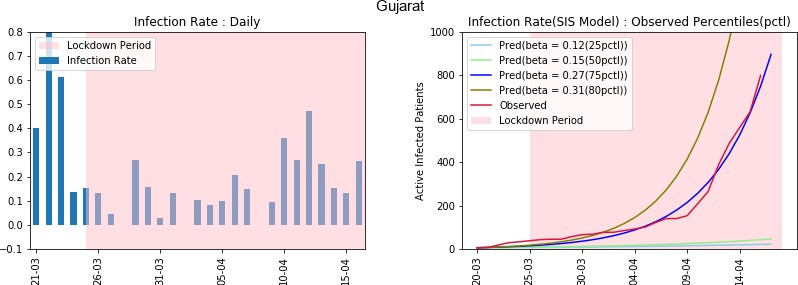 Gujarat
Infection Rate : Daily
0.8
0.7
0.6
0.5
0.4
0.3
0.2
0.1
0.0
−0.1
Lockdown Period
Infection Rate
21-03
26-03
31-03
05-04
10-04
15-04
Infection Rate(SIS Model) : Observed Percentiles(pctl)
Active Infected Patients
1000
800
600
400
200
0
Pred(beta = 0.12(25pctl))
Pred(beta = 0.15(50pctl))
Pred(beta = 0.27(75pctl))
Pred(beta = 0.31(80pctl))
Observed
Lockdown Period
20-03
25-03
30-03
04-04
09-04
14-04